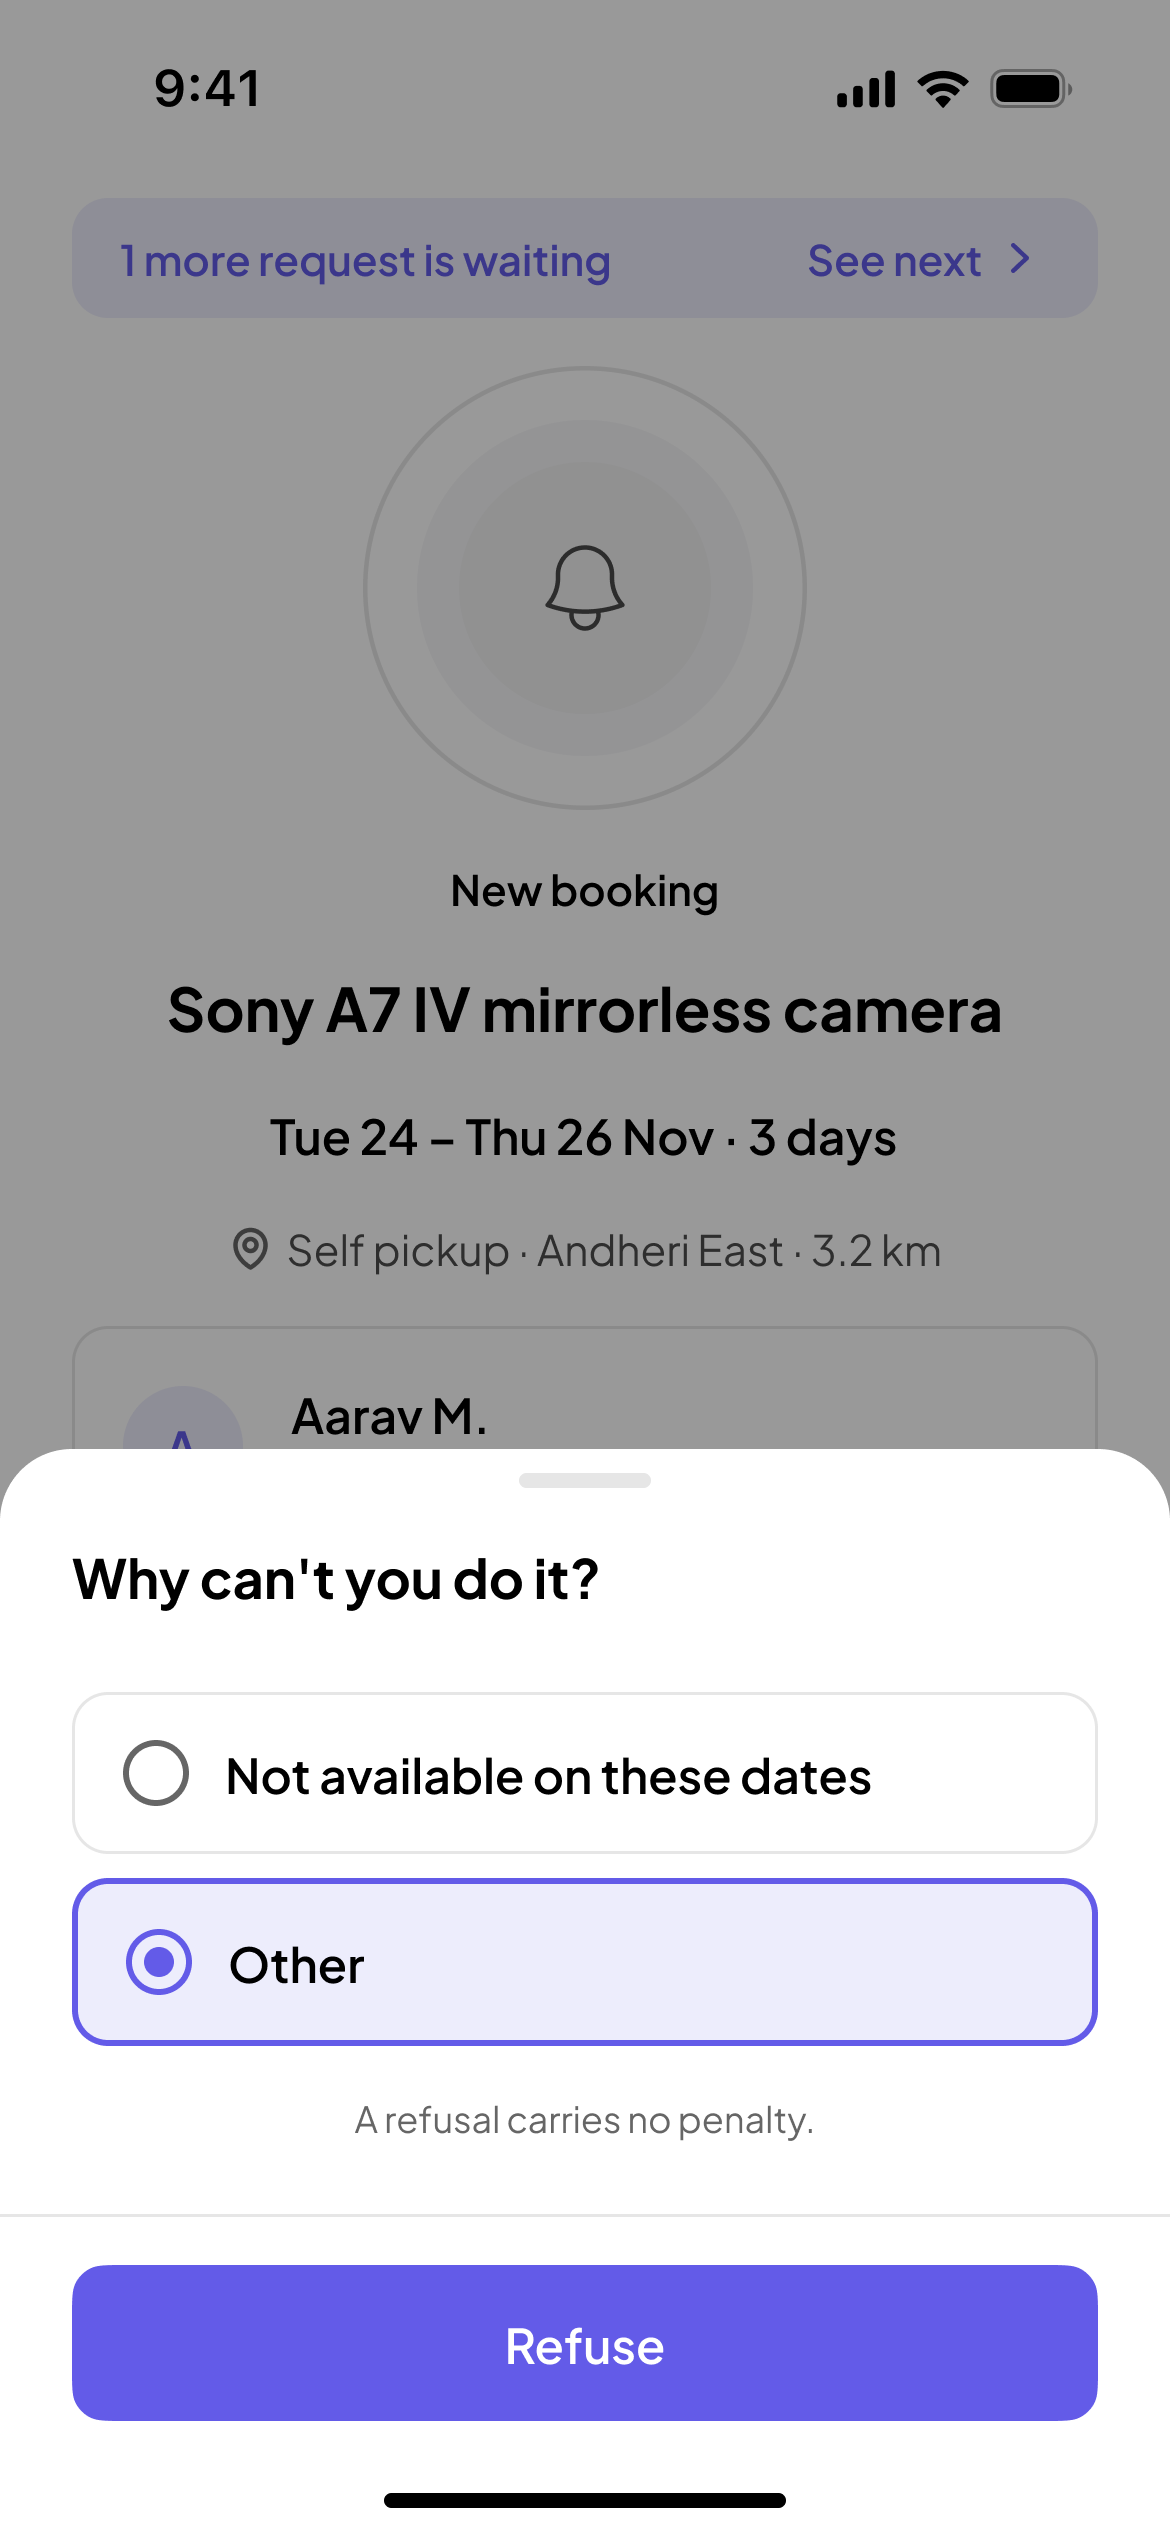 9:41
1 more request is waiting
See next
New booking
Sony A7 IV mirrorless camera
Tue 24 – Thu 26 Nov · 3 days
Self pickup · Andheri East · 3.2 km
A
Aarav M.
Why can't you do it?
Not available on these dates
Other
A refusal carries no penalty.
Refuse